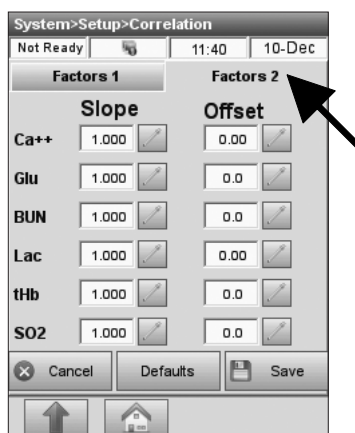 System>Setup>Correlation
Not Ready 11:40 10-Dec
Factors 1 Factors 2
Slope Offset
Ca++ 1.000 0.00
Glu 1.000 0.0
BUN 1.000 0.0
Lac 1.000 0.00
tHb 1.000 0.0
SO2 1.000 0.0
Cancel Defaults Save